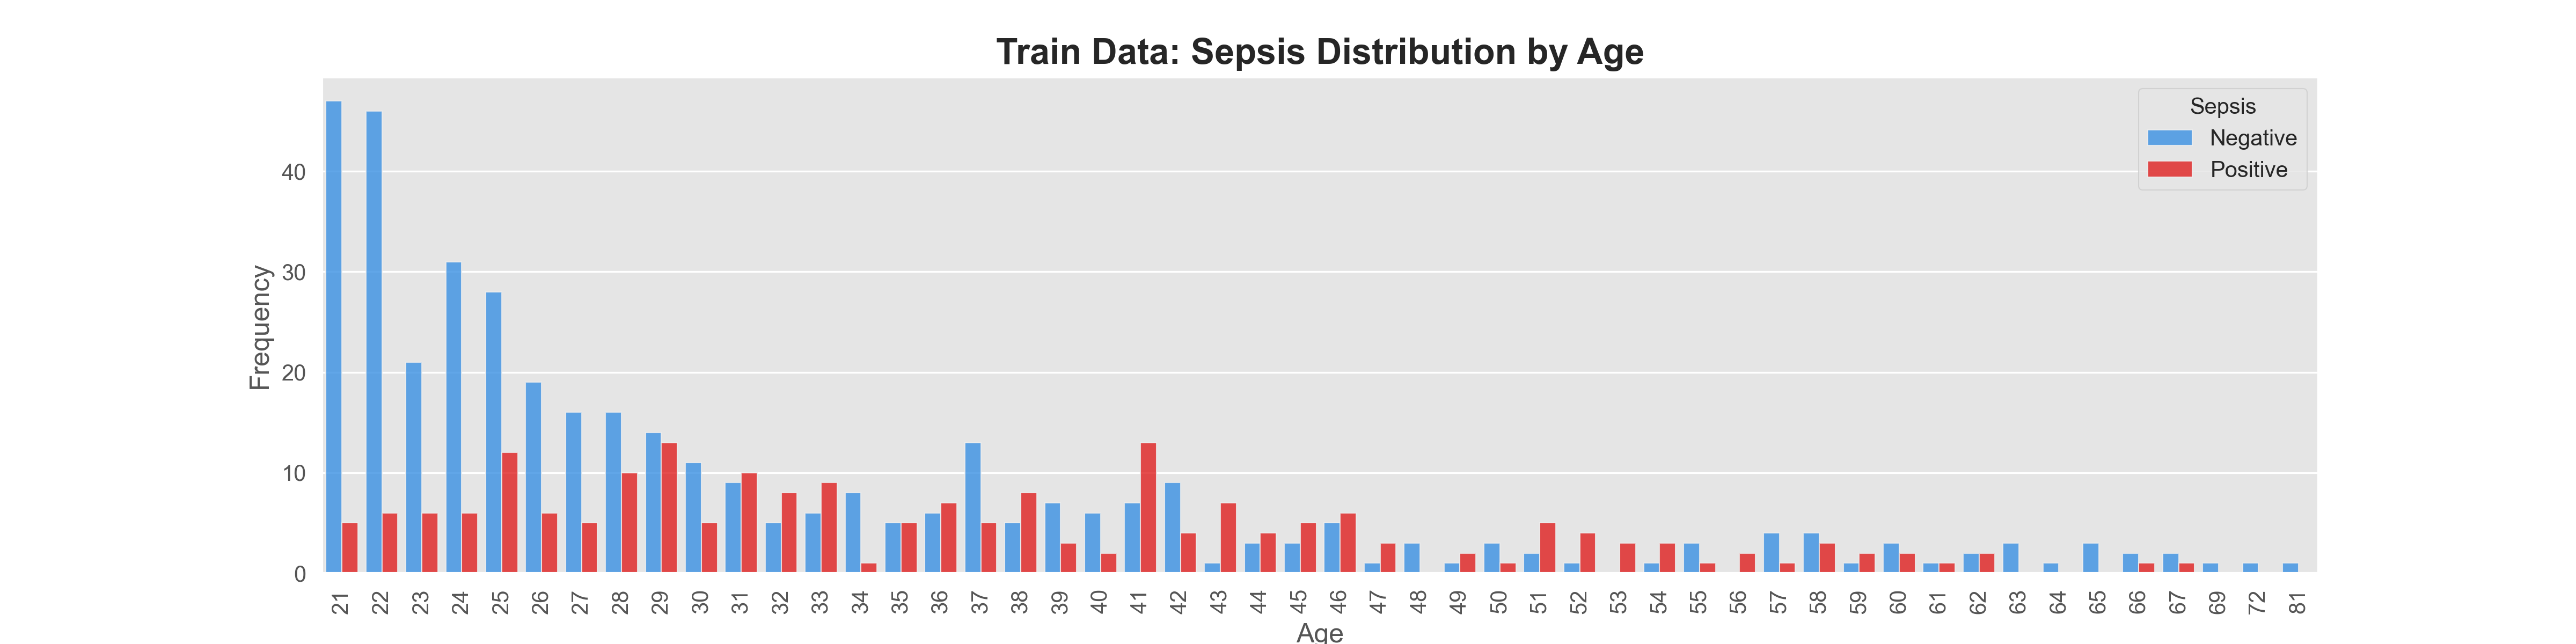 Train Data: Sepsis Distribution by Age
Sepsis
Negative
Positive
Frequency
40
30
20
10
0
21 22 23 24 25 26 27 28 29 30 31 32 33 34 35 36 37 38 39 40 41 42 43 44 45 46 47 48 49 50 51 52 53 54 55 56 57 58 59 60 61 62 63 64 65 66 67 69 72 81
Age